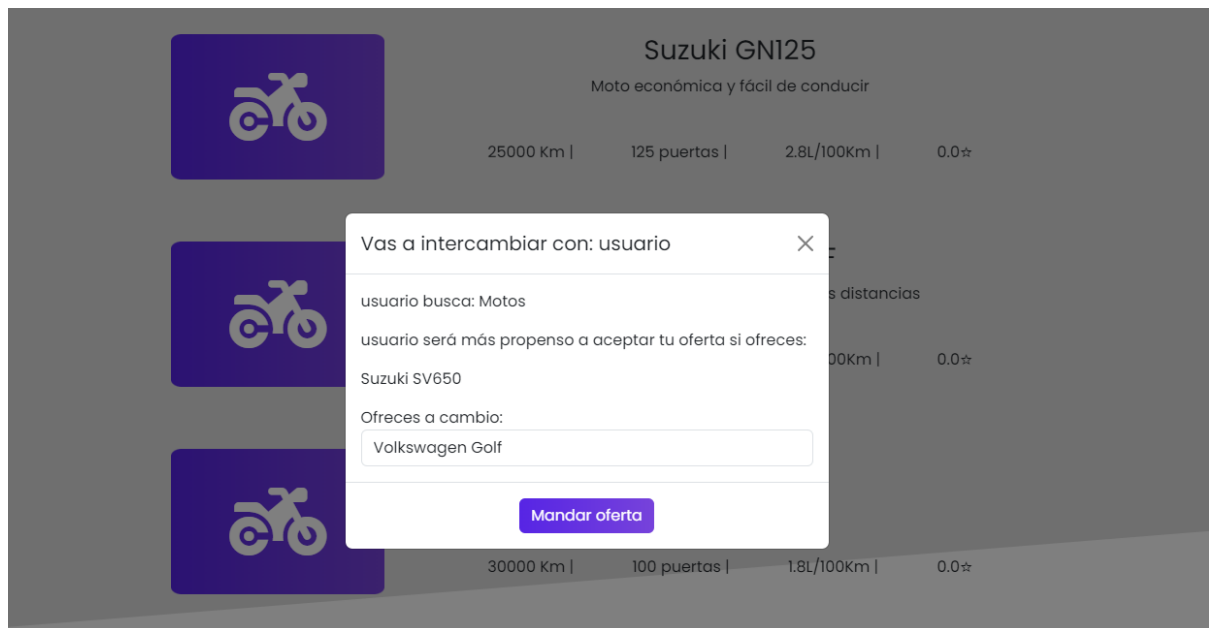 Suzuki GN125
Moto económica y fácil de conducir
25000 Km | 125 puertas | 2.8L/100Km | 0.0☆
Vas a intercambiar con: usuario
usuario busca: Motos
usuario será más propenso a aceptar tu oferta si ofreces:
Suzuki SV650
Ofreces a cambio:
Volkswagen Golf
Mandar oferta
distancias
00Km | 0.0☆
30000 Km | 100 puertas | 1.8L/100Km | 0.0☆